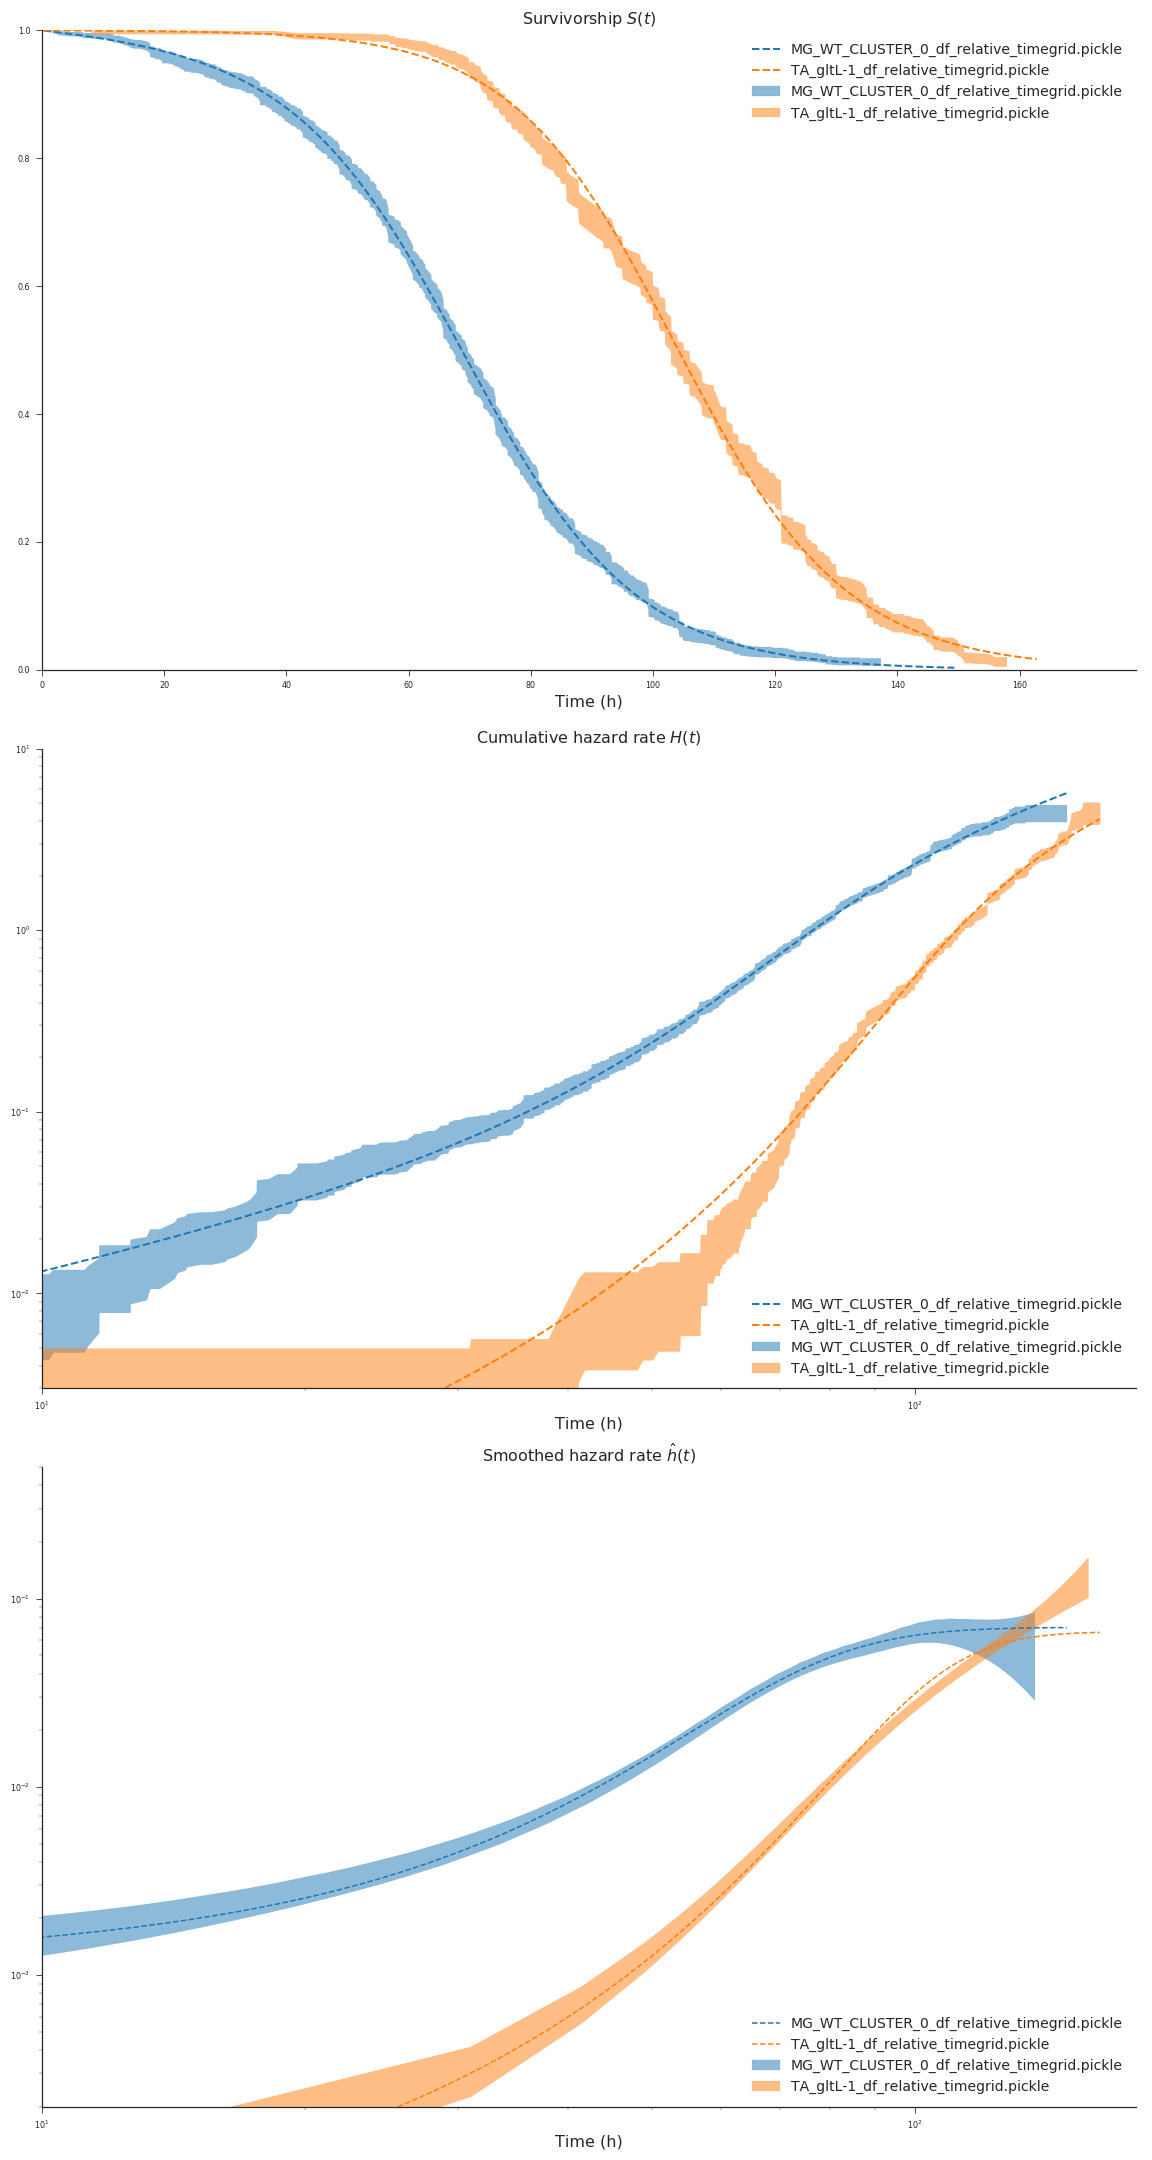 Survivorship S(t)
1.0
0.8
0.6
0.4
0.2
0.0
MG_WT_CLUSTER_0_df_relative_timegrid.pickle
TA_gltL-1_df_relative_timegrid.pickle
MG_WT_CLUSTER_0_df_relative_timegrid.pickle
TA_gltL-1_df_relative_timegrid.pickle
0 20 40 60 80 100 120 140 160
Time (h)
Cumulative hazard rate H(t)
10¹
10⁰
10⁻¹
10⁻²
MG_WT_CLUSTER_0_df_relative_timegrid.pickle
TA_gltL-1_df_relative_timegrid.pickle
MG_WT_CLUSTER_0_df_relative_timegrid.pickle
TA_gltL-1_df_relative_timegrid.pickle
10¹ 10²
Time (h)
Smoothed hazard rate ĥ(t)
10⁻¹
10⁻²
10⁻³
MG_WT_CLUSTER_0_df_relative_timegrid.pickle
TA_gltL-1_df_relative_timegrid.pickle
MG_WT_CLUSTER_0_df_relative_timegrid.pickle
TA_gltL-1_df_relative_timegrid.pickle
10¹ 10²
Time (h)